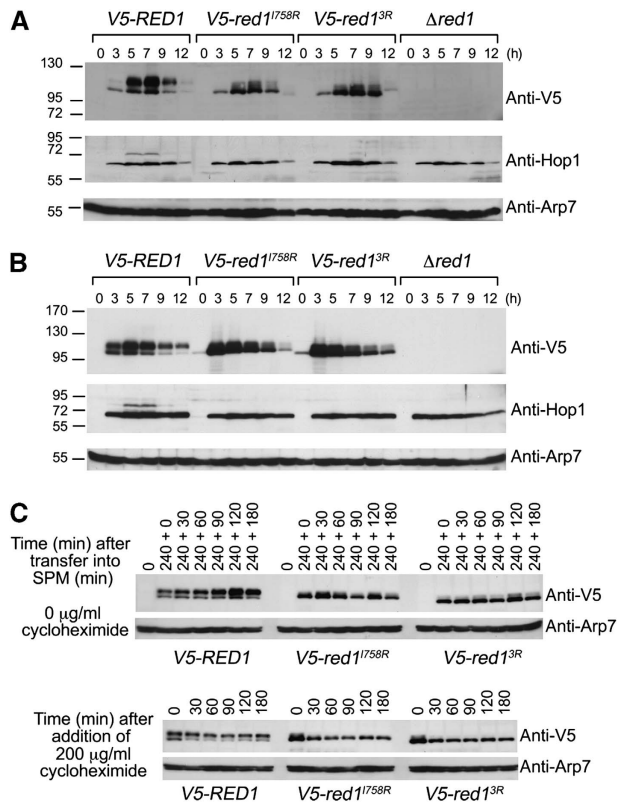 A
V5-RED1 V5-red1I758R V5-red13R Δred1
0 3 5 7 9 12 0 3 5 7 9 12 0 3 5 7 9 12 0 3 5 7 9 12 (h)
130
95
72
Anti-V5
95
72
55
Anti-Hop1
55
Anti-Arp7
B
V5-RED1 V5-red1I758R V5-red13R Δred1
0 3 5 7 9 12 0 3 5 7 9 12 0 3 5 7 9 12 0 3 5 7 9 12 (h)
170
130
95
Anti-V5
95
72
55
Anti-Hop1
55
Anti-Arp7
C
Time (min) after
transfer into
SPM (min)
0 240 + 0 240 + 30 240 + 60 240 + 90 240 + 120 240 + 180 0 240 + 0 240 + 30 240 + 60 240 + 90 240 + 120 240 + 180 0 240 + 0 240 + 30 240 + 60 240 + 90 240 + 120 240 + 180
0 μg/ml
cycloheximide
Anti-V5
Anti-Arp7
V5-RED1 V5-red1I758R V5-red13R
Time (min) after
addition of
200 μg/ml
cycloheximide
0 30 60 90 120 180 0 30 60 90 120 180 0 30 60 90 120 180
Anti-V5
Anti-Arp7
V5-RED1 V5-red1I758R V5-red13R